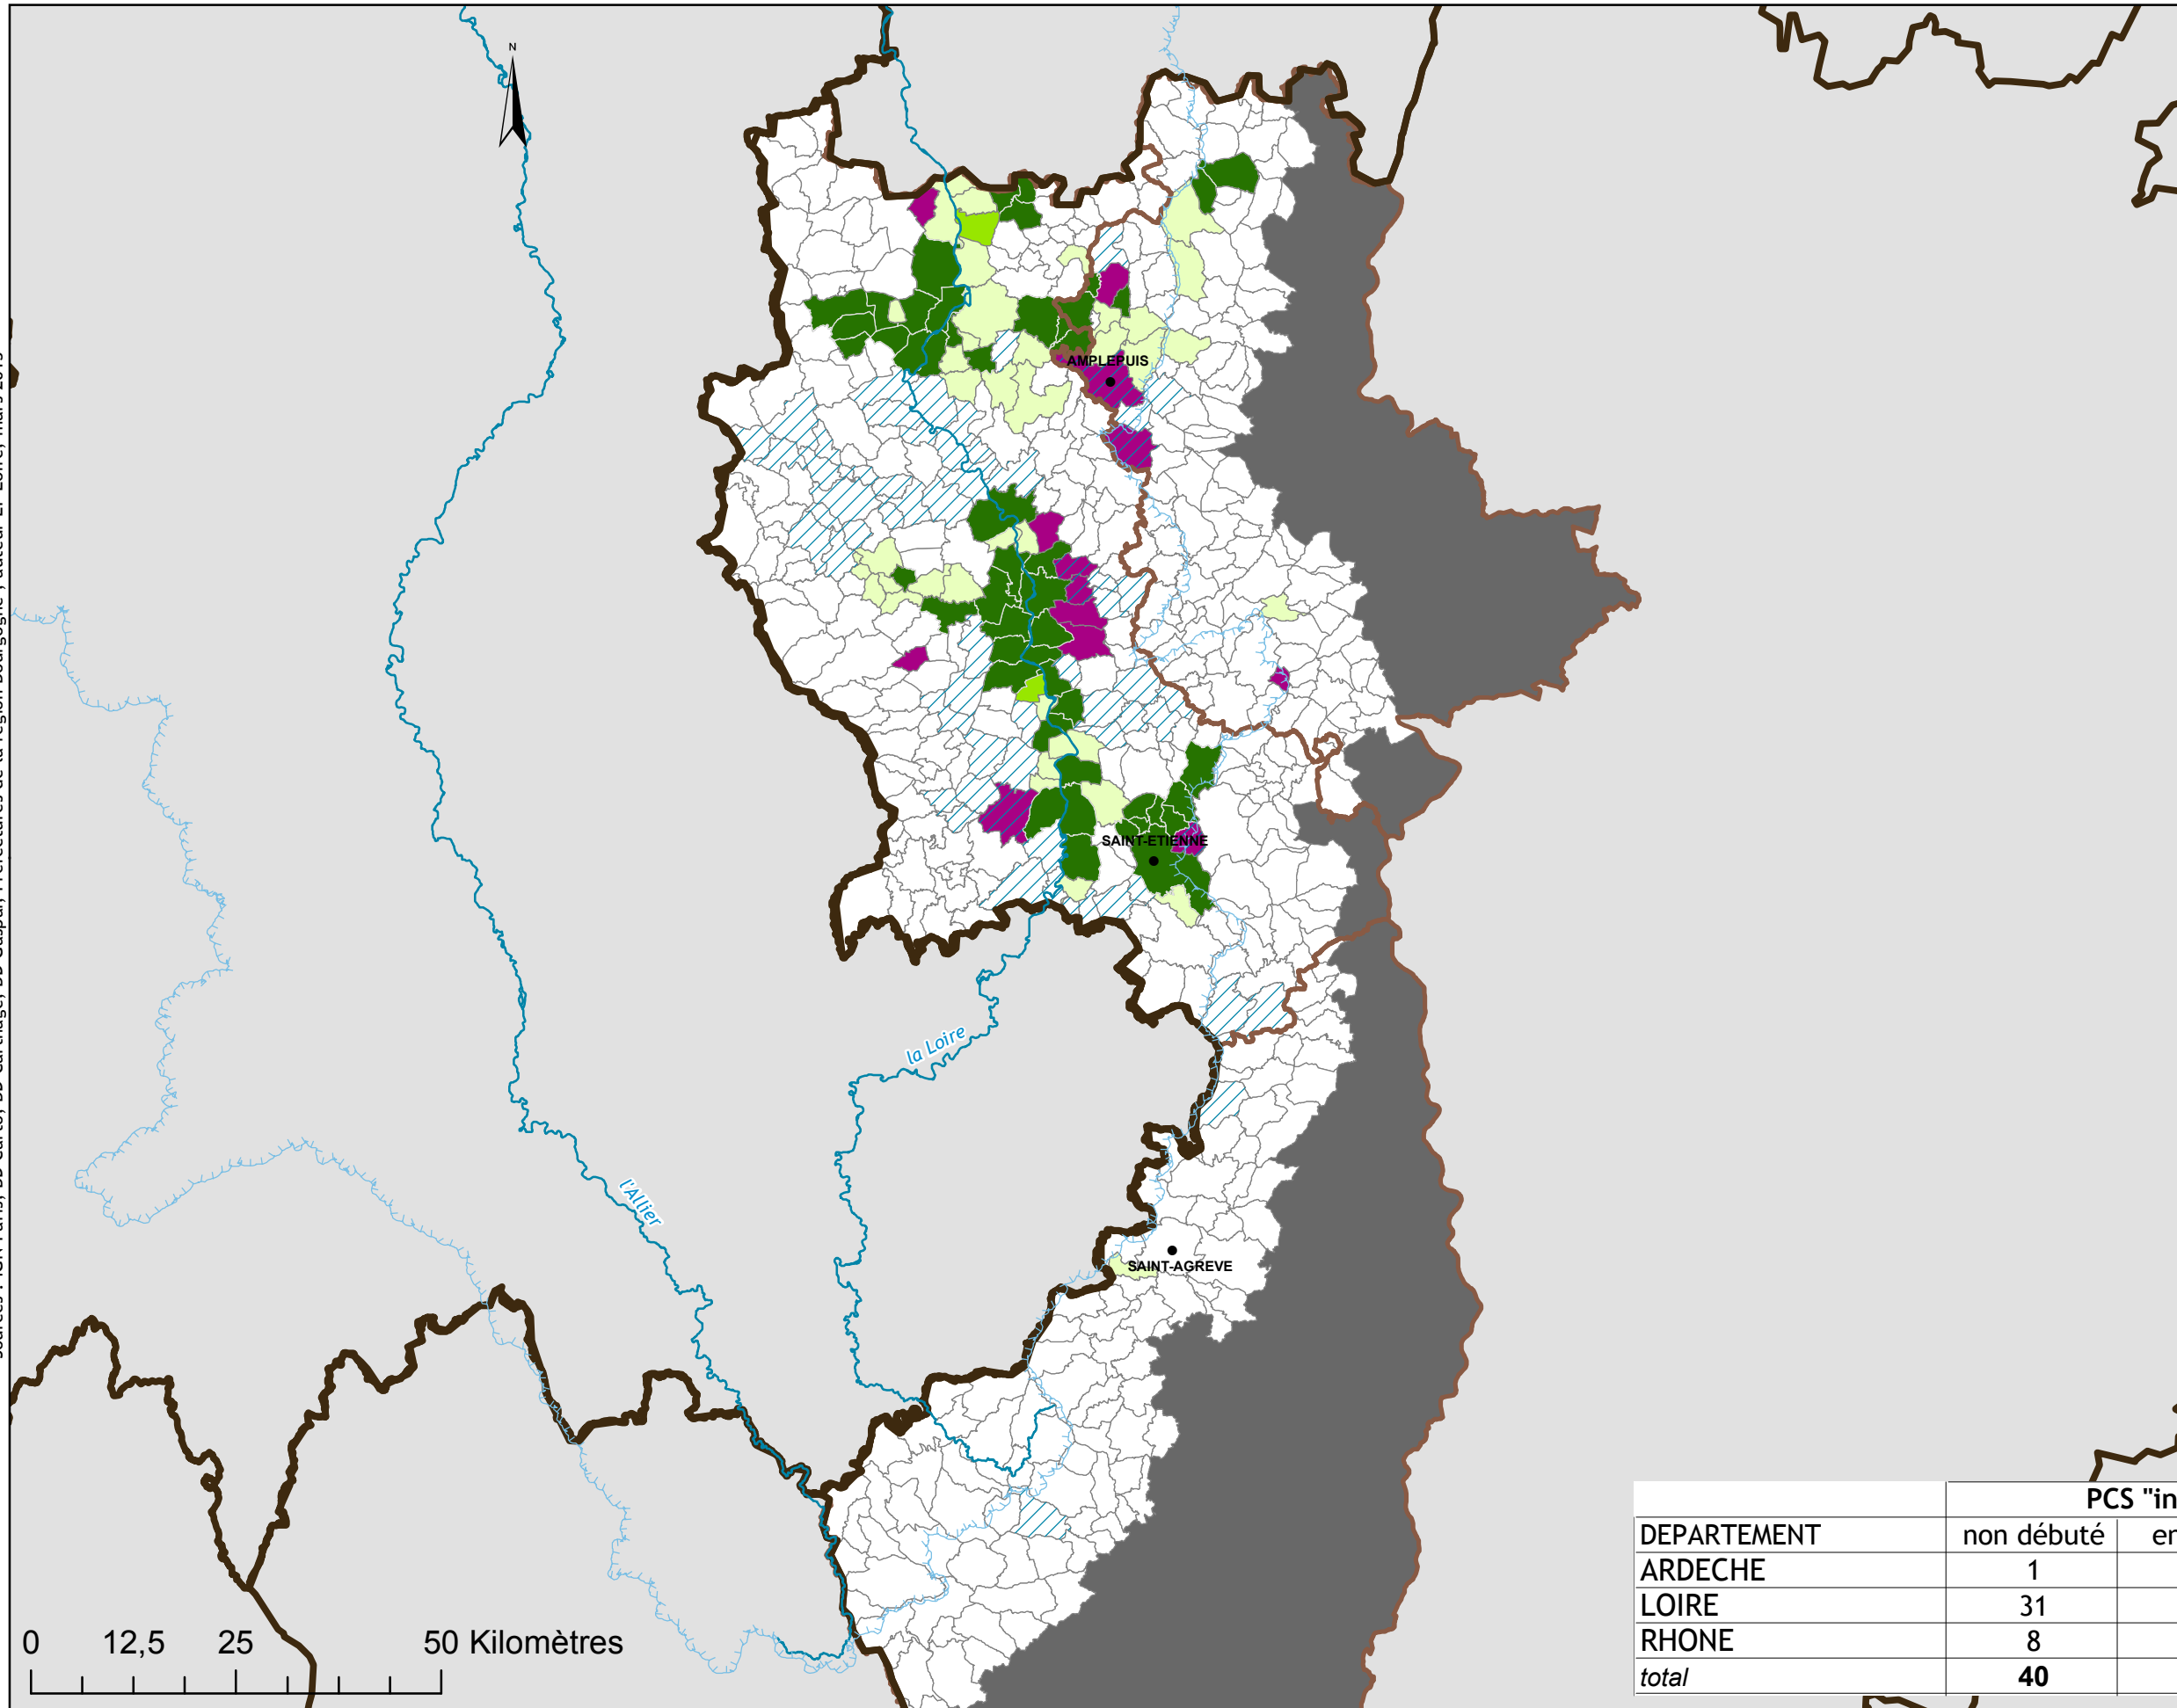 N
AMPLEPUIS
SAINT-ETIENNE
la Loire
l'Allier
SAINT-AGREVE
PCS "in
DEPARTEMENT non débuté en
ARDECHE 1
LOIRE 31
RHONE 8
total 40
0 12,5 25 50 Kilomètres